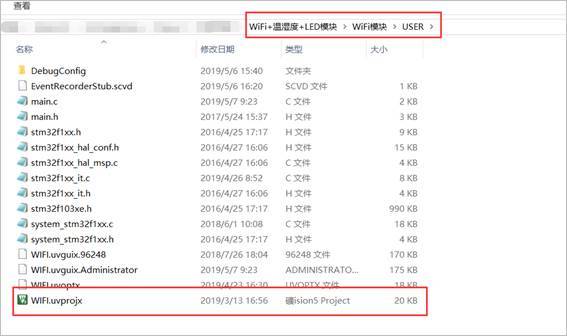 查看
WiFi+温湿度+LED模块 > WiFi模块 > USER >
名称 修改日期 类型 大小
DebugConfig 2019/5/6 15:40 文件夹
EventRecorderStub.scvd 2019/5/6 16:20 SCVD 文件 1 KB
main.c 2019/5/7 9:23 C 文件 2 KB
main.h 2017/5/24 15:37 H 文件 3 KB
stm32f1xx.h 2016/4/25 17:17 H 文件 9 KB
stm32f1xx_hal_conf.h 2016/4/27 16:06 H 文件 15 KB
stm32f1xx_hal_msp.c 2016/4/27 16:06 C 文件 4 KB
stm32f1xx_it.c 2019/4/26 8:52 C 文件 8 KB
stm32f1xx_it.h 2016/4/27 16:06 H 文件 4 KB
stm32f103xe.h 2016/4/25 17:17 H 文件 990 KB
system_stm32f1xx.c 2018/6/1 10:08 C 文件 18 KB
system_stm32f1xx.h 2016/4/25 17:17 H 文件 4 KB
WIFI.uvguix.96248 2018/7/26 18:04 96248 文件 170 KB
WIFI.uvguix.Administrator 2019/5/7 9:23 ADMINISTRATOR... 175 KB
WIFI.uvoptx 2019/4/23 16:30 UVOPTX 文件 18 KB
WIFI.uvprojx 2019/3/13 16:56 礦ision5 Project 20 KB